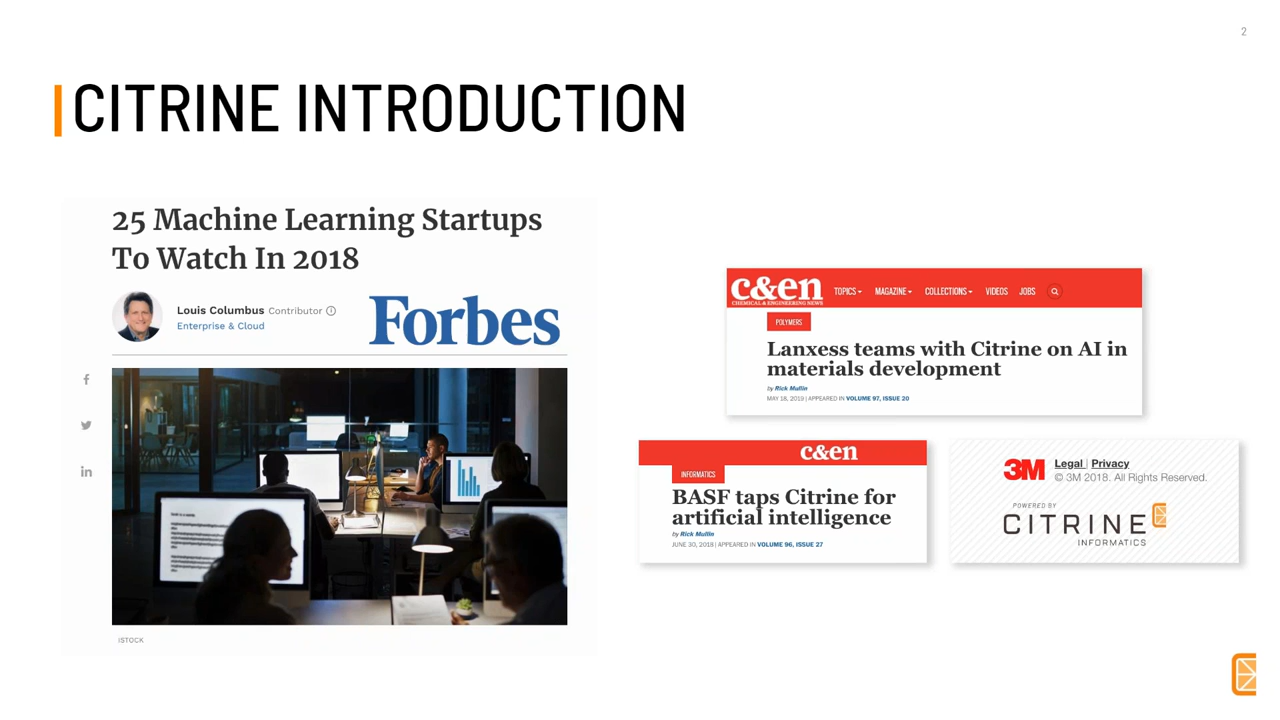 2
CITRINE INTRODUCTION
25 Machine Learning Startups
To Watch In 2018
Louis Columbus Contributor
Enterprise & Cloud
Forbes
iSTOCK
c&en
CHEMICAL & ENGINEERING NEWS
TOPICS MAGAZINE COLLECTIONS VIDEOS JOBS
POLYMERS
Lanxess teams with Citrine on AI in
materials development
by Rick Mullin
MAY 18, 2019 | APPEARED IN VOLUME 97, ISSUE 20
c&en
INFORMATICS
BASF taps Citrine for
artificial intelligence
by Rick Mullin
JUNE 30, 2018 | APPEARED IN VOLUME 96, ISSUE 27
3M Legal | Privacy
© 3M 2018. All Rights Reserved.
POWERED BY
CITRINE
INFORMATICS